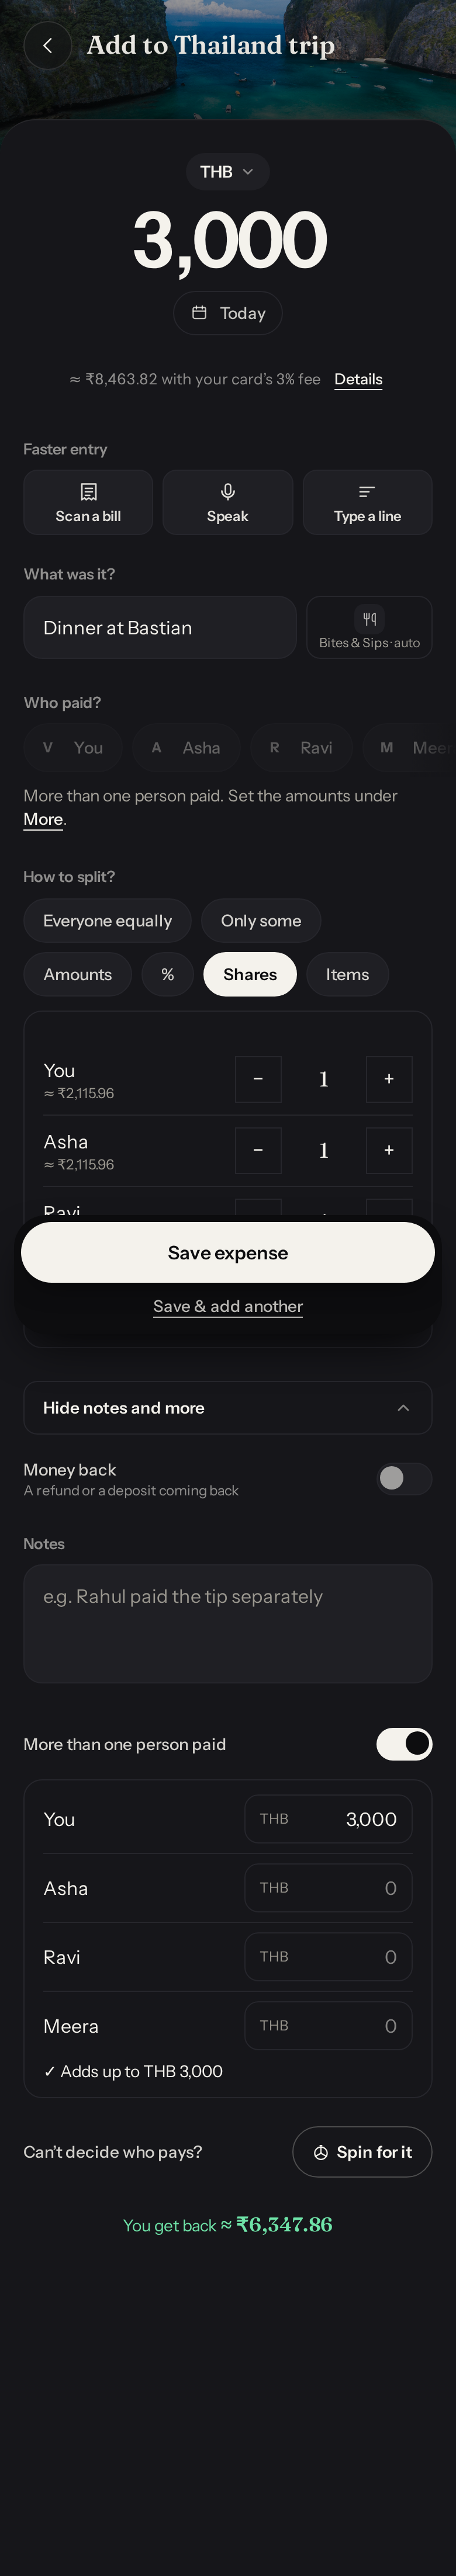 Add to Thailand trip
THB
3,000
Today
≈ ₹8,463.82 with your card's 3% fee Details
Faster entry
Scan a bill
Speak
Type a line
What was it?
Dinner at Bastian
Bites & Sips · auto
Who paid?
V You
A Asha
R Ravi
M Meer
More than one person paid. Set the amounts under
More.
How to split?
Everyone equally
Only some
Amounts
%
Shares
Items
You
≈ ₹2,115.96
− 1 +
Asha
≈ ₹2,115.96
− 1 +
Ravi
Save expense
Save & add another
Hide notes and more
Money back
A refund or a deposit coming back
Notes
e.g. Rahul paid the tip separately
More than one person paid
You THB 3,000
Asha THB 0
Ravi THB 0
Meera THB 0
✓ Adds up to THB 3,000
Can't decide who pays?
Spin for it
You get back ≈ ₹6,347.86